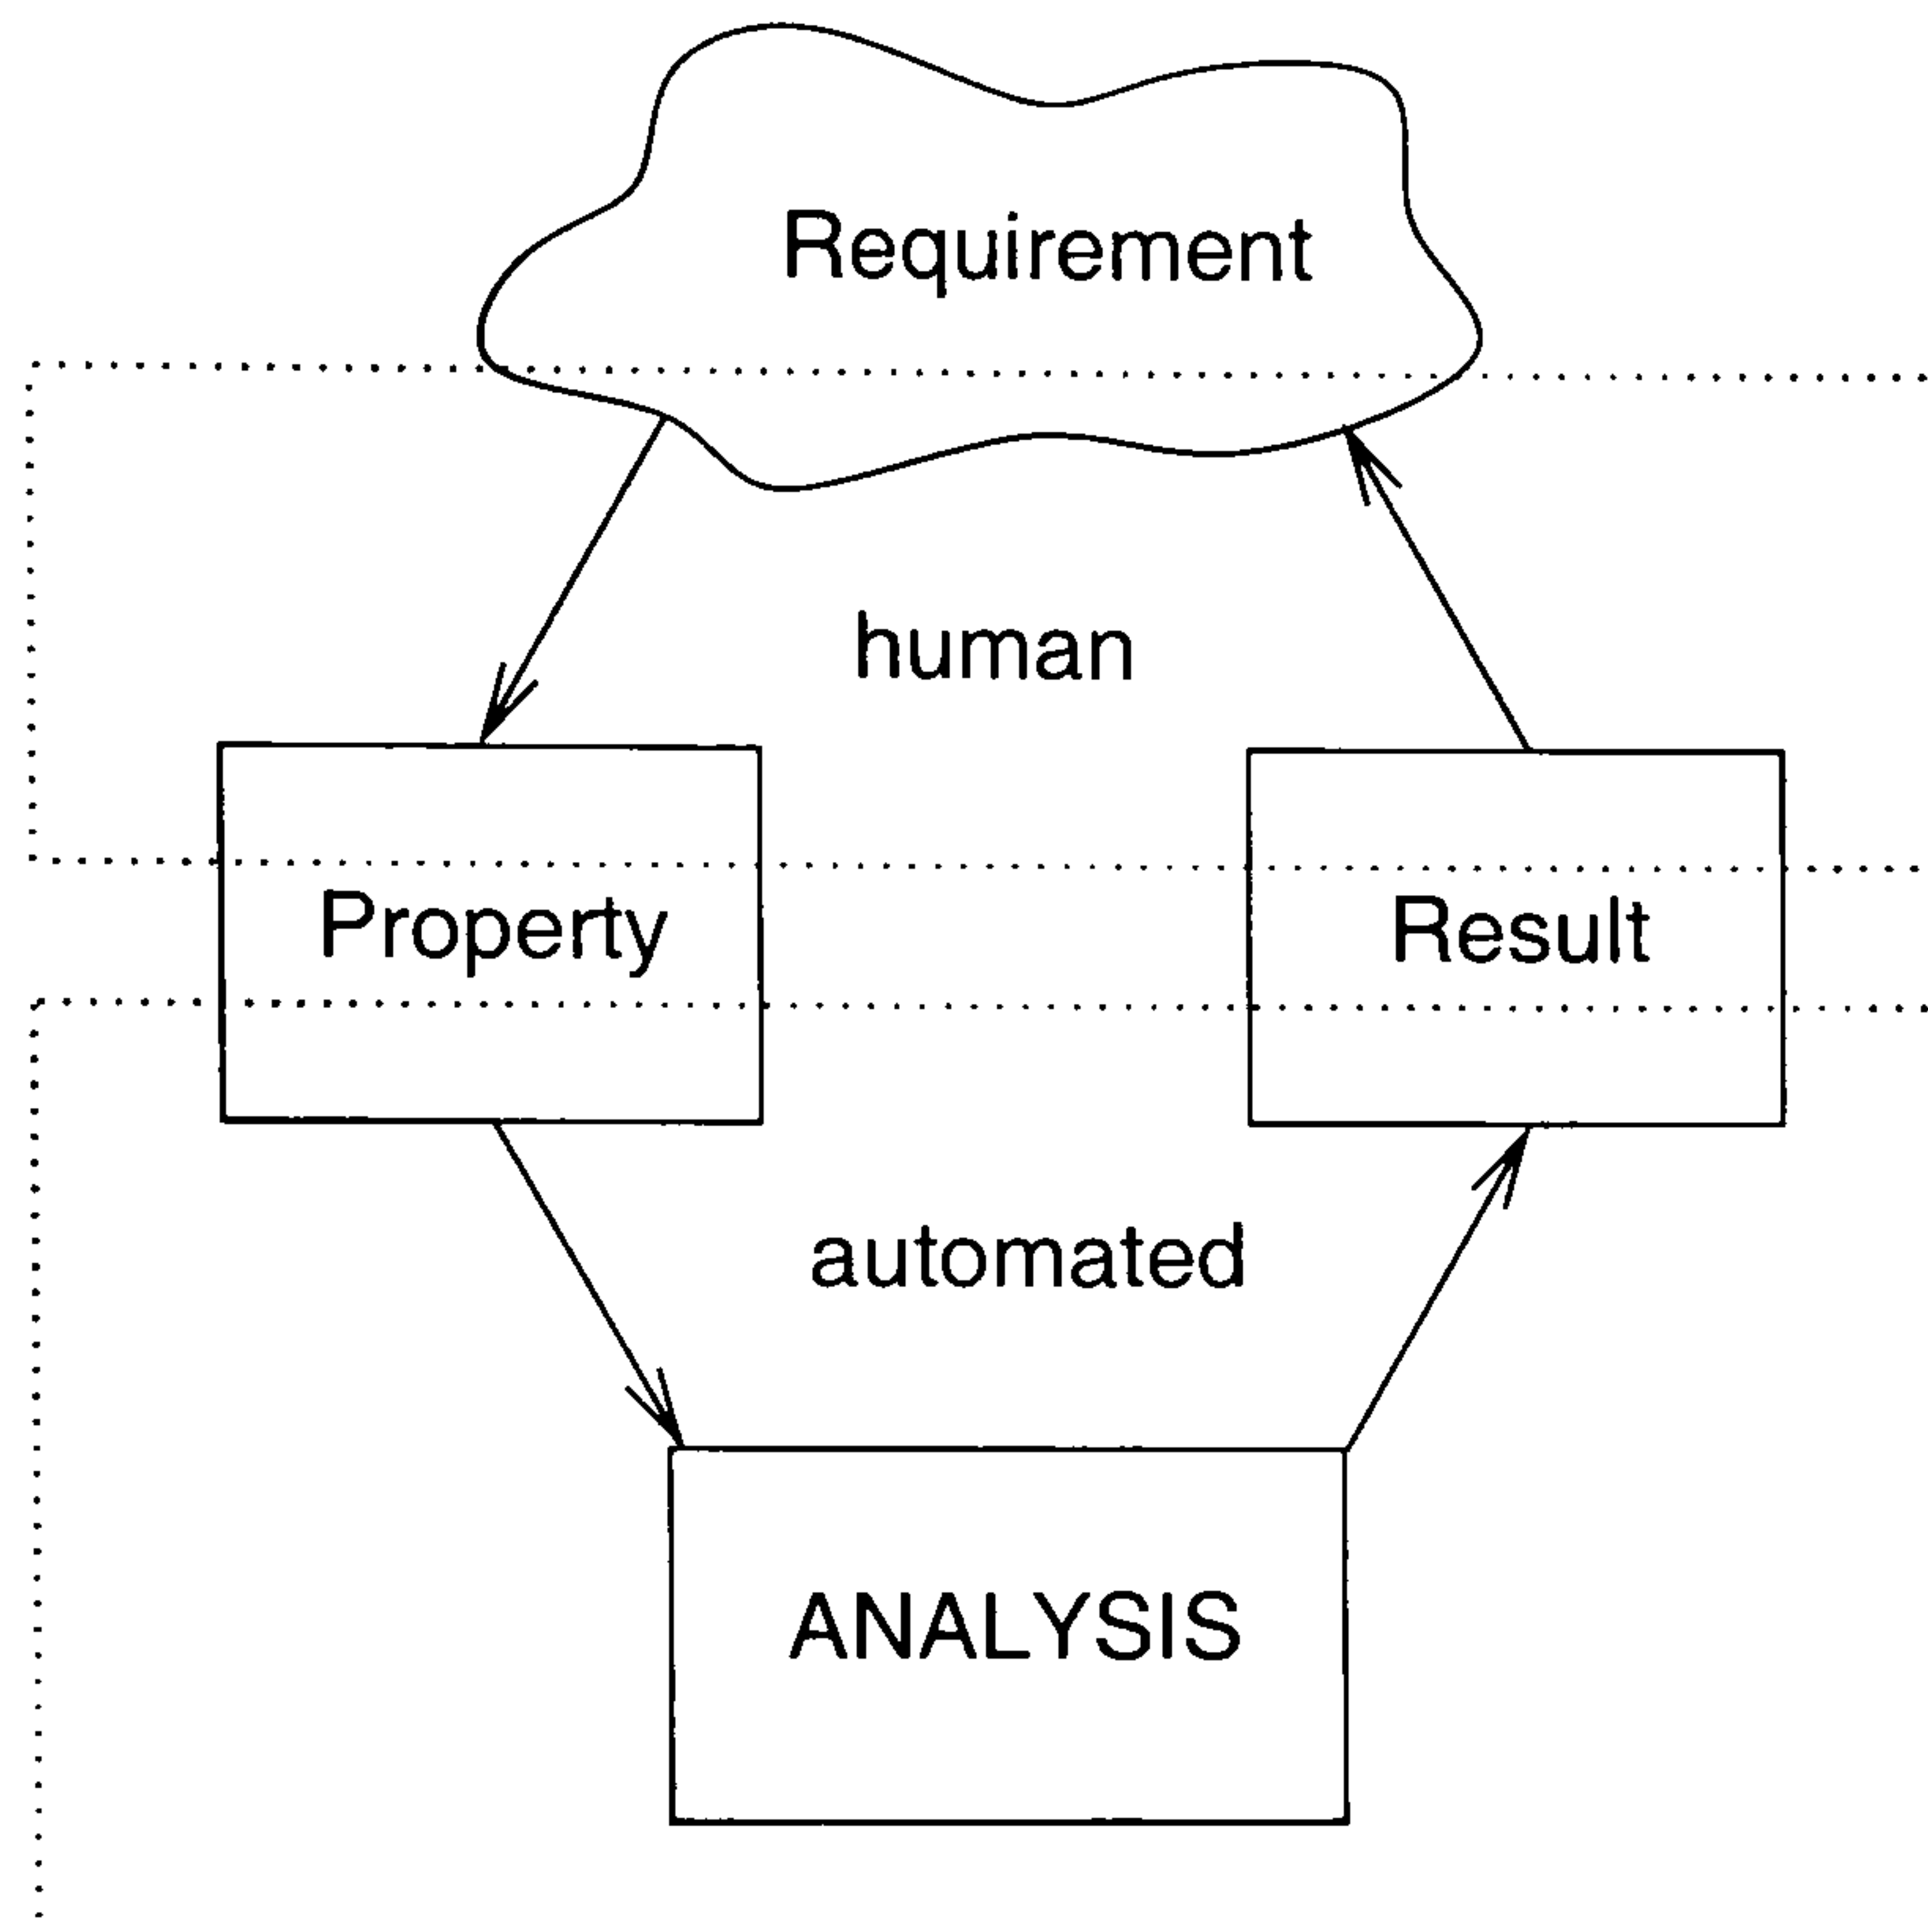 Requirement
human
Property
Result
automated
ANALYSIS